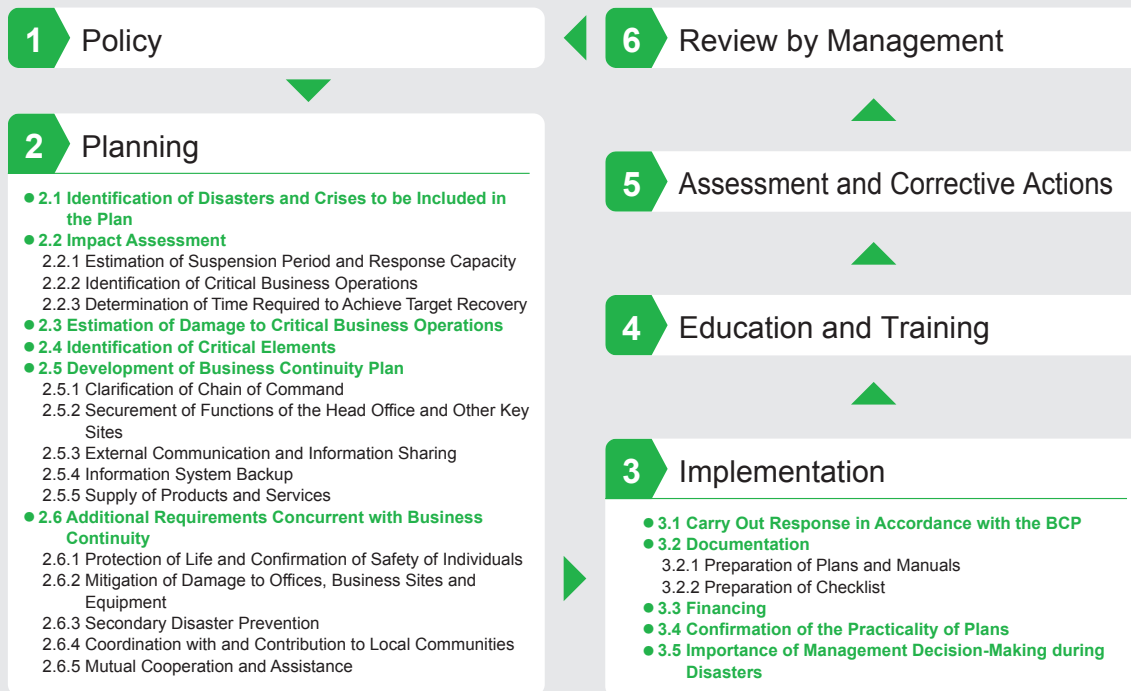 1 Policy
2 Planning
● 2.1 Identification of Disasters and Crises to be Included in
the Plan
● 2.2 Impact Assessment
2.2.1 Estimation of Suspension Period and Response Capacity
2.2.2 Identification of Critical Business Operations
2.2.3 Determination of Time Required to Achieve Target Recovery
● 2.3 Estimation of Damage to Critical Business Operations
● 2.4 Identification of Critical Elements
● 2.5 Development of Business Continuity Plan
2.5.1 Clarification of Chain of Command
2.5.2 Securement of Functions of the Head Office and Other Key
Sites
2.5.3 External Communication and Information Sharing
2.5.4 Information System Backup
2.5.5 Supply of Products and Services
● 2.6 Additional Requirements Concurrent with Business
Continuity
2.6.1 Protection of Life and Confirmation of Safety of Individuals
2.6.2 Mitigation of Damage to Offices, Business Sites and
Equipment
2.6.3 Secondary Disaster Prevention
2.6.4 Coordination with and Contribution to Local Communities
2.6.5 Mutual Cooperation and Assistance
3 Implementation
● 3.1 Carry Out Response in Accordance with the BCP
● 3.2 Documentation
3.2.1 Preparation of Plans and Manuals
3.2.2 Preparation of Checklist
● 3.3 Financing
● 3.4 Confirmation of the Practicality of Plans
● 3.5 Importance of Management Decision-Making during
Disasters
4 Education and Training
5 Assessment and Corrective Actions
6 Review by Management